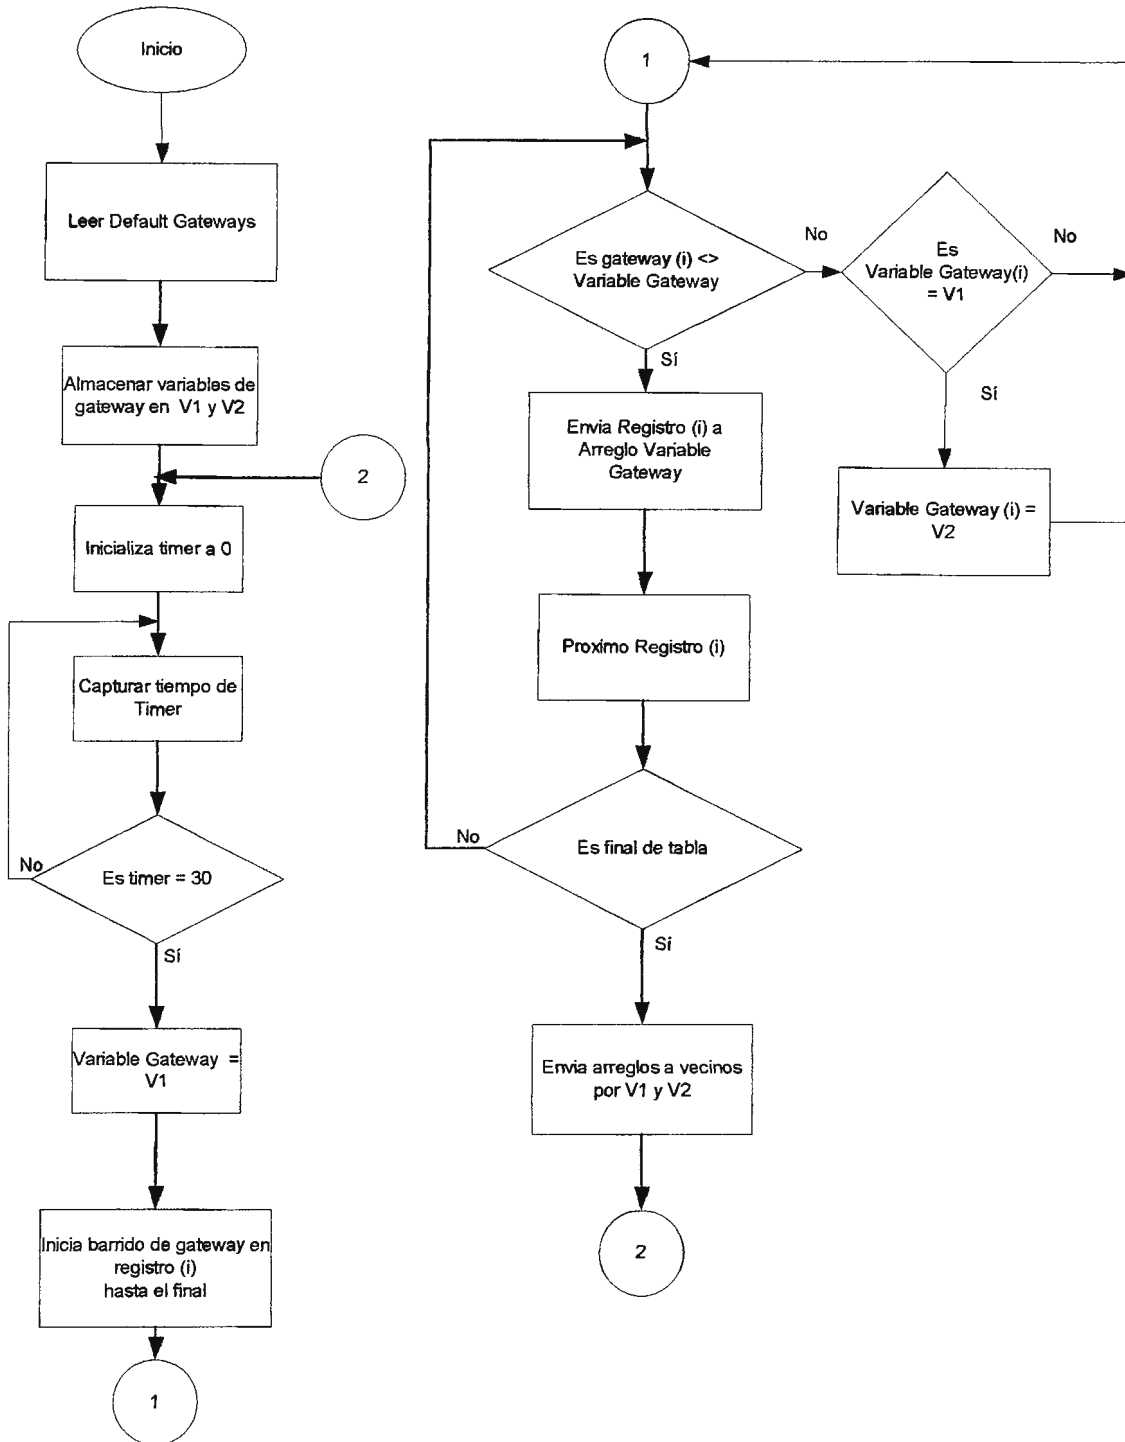 Inicio
Leer Default Gateways
Almacenar variables de
gateway en V1 y V2
2
Inicializa timer a 0
Capturar tiempo de
Timer
No
Es timer = 30
Sí
Variable Gateway =
V1
Inicia barrido de gateway en
registro (i)
hasta el final
1
1
Es gateway (i) <>
Variable Gateway
No
Es
Variable Gateway(i)
= V1
No
Sí
Sí
Envia Registro (i) a
Arreglo Variable
Gateway
Variable Gateway (i) =
V2
Proxímo Registro (i)
No
Es final de tabla
Sí
Envia arreglos a vecinos
por V1 y V2
2